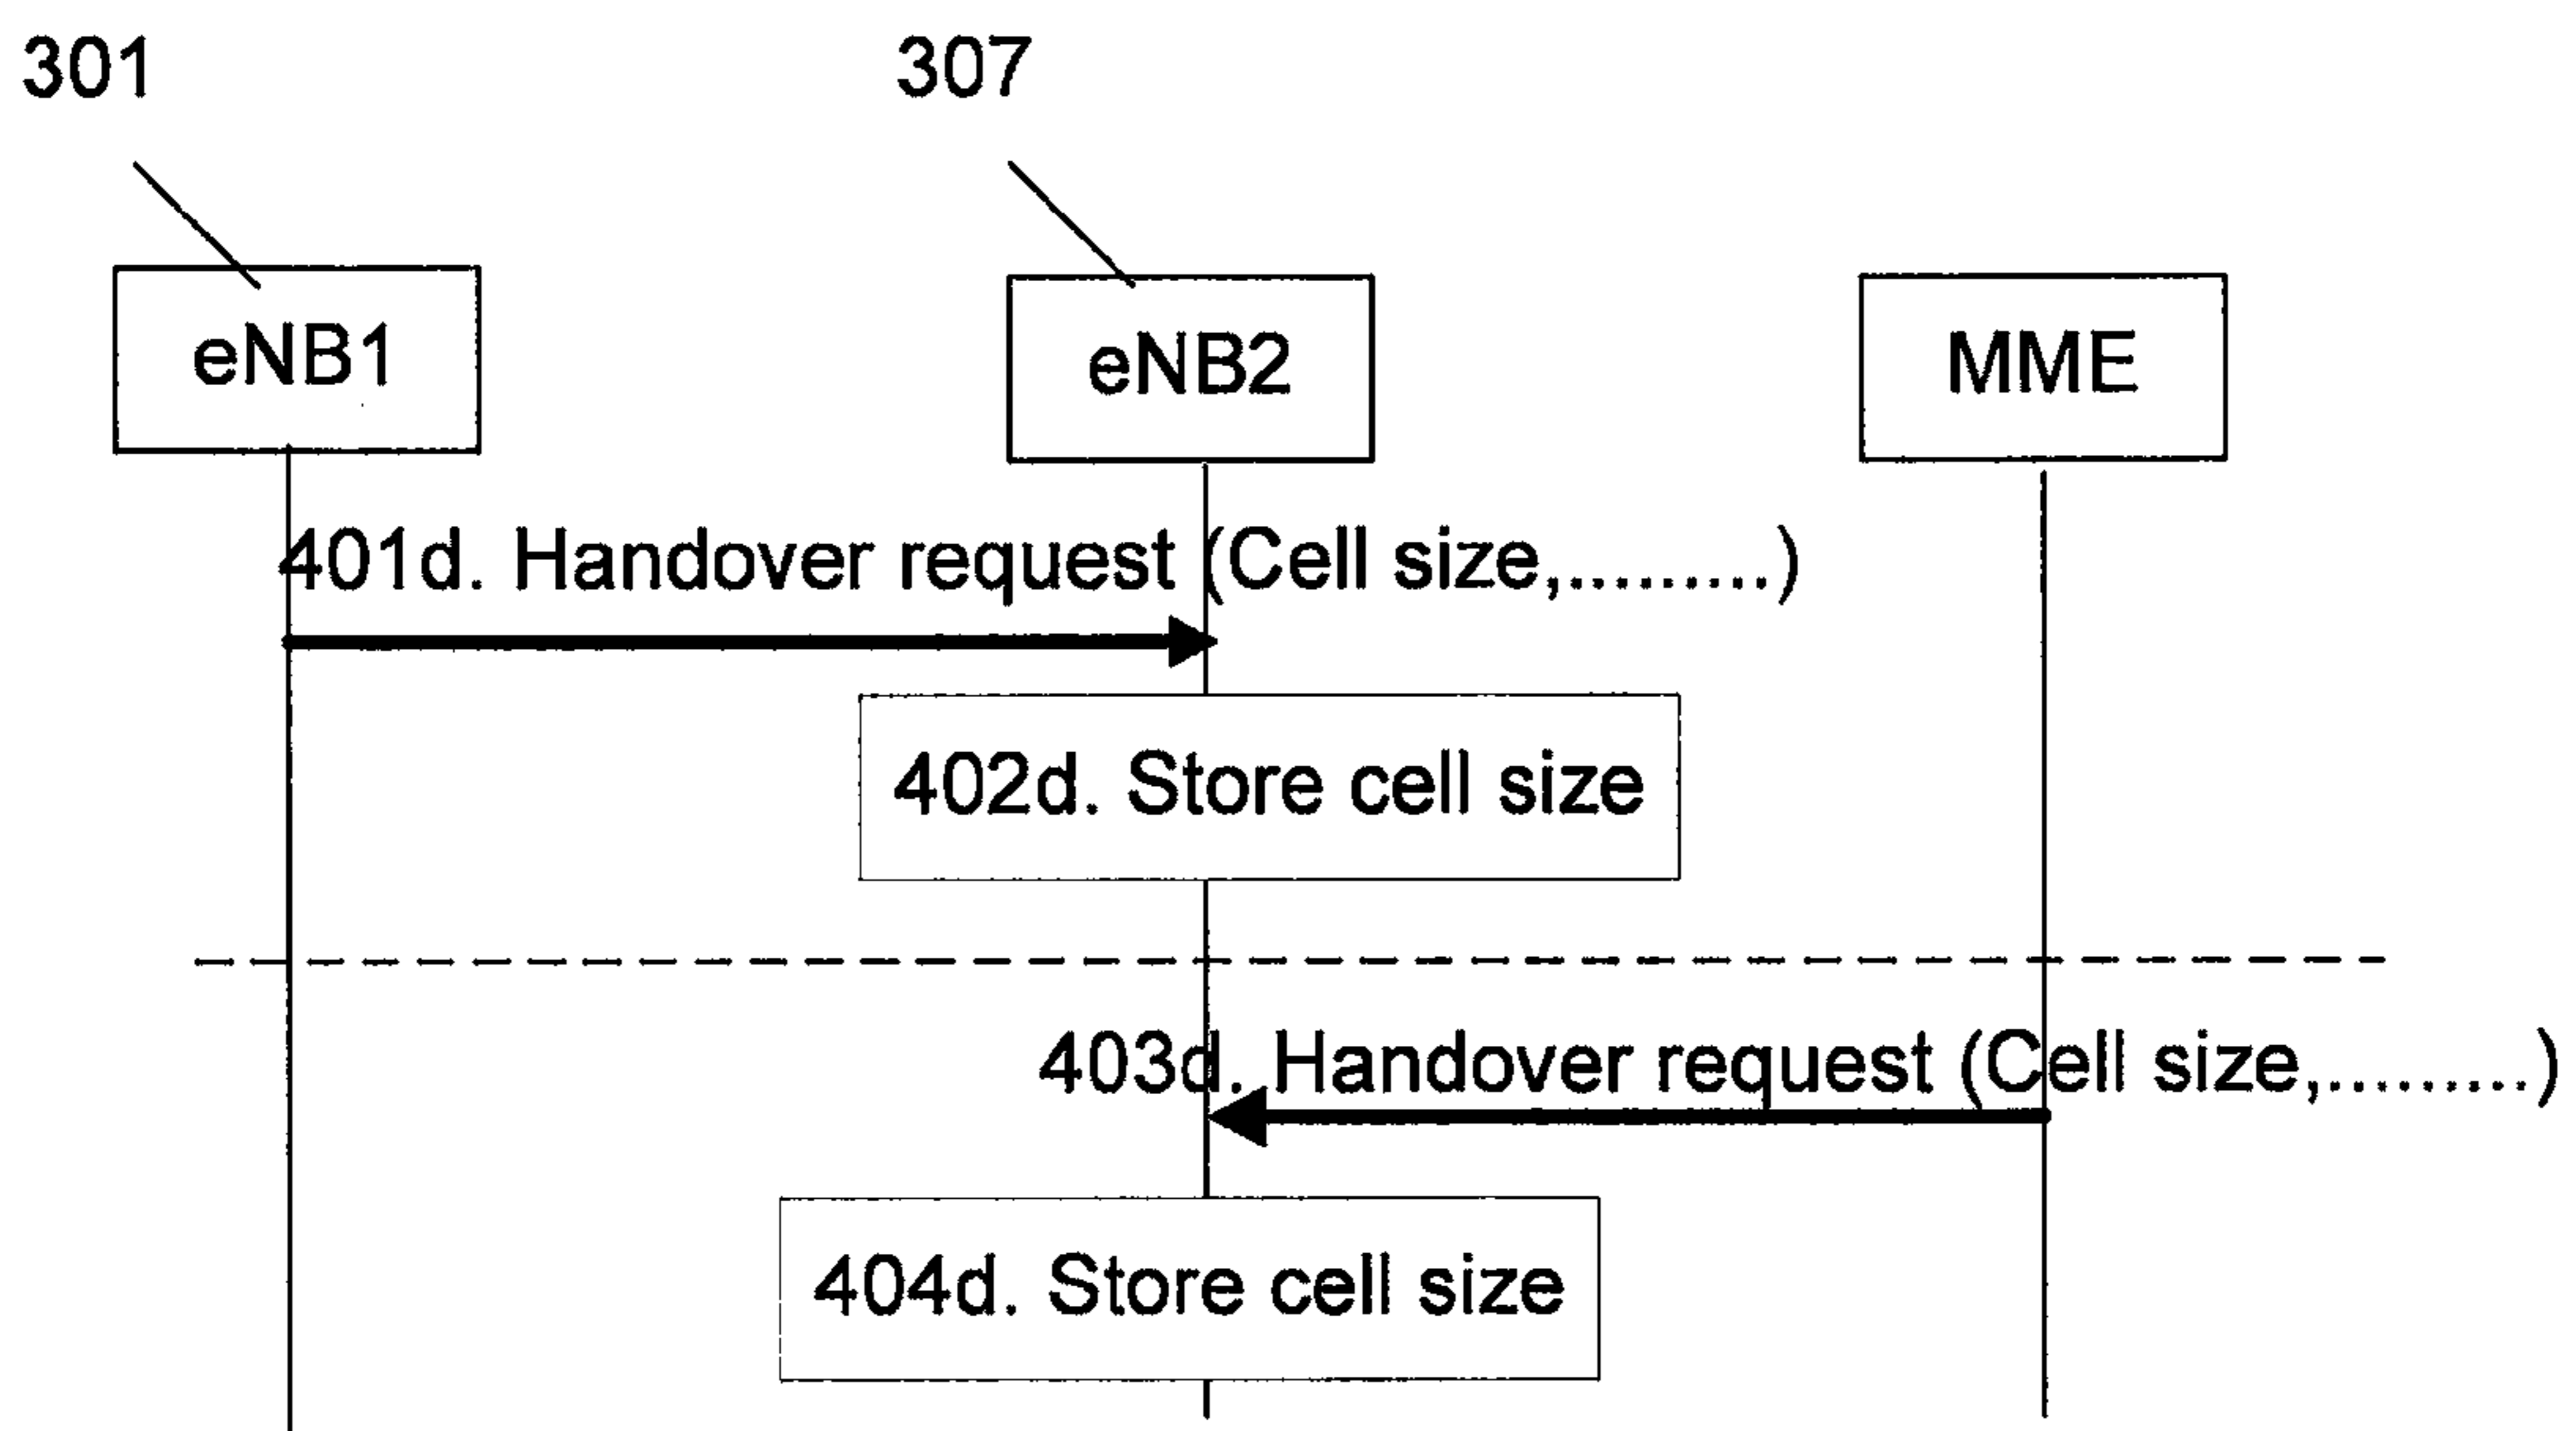 301
307
eNB1
eNB2
MME
401d. Handover request (Cell size,.........)
402d. Store cell size
403d. Handover request (Cell size,.........)
404d. Store cell size